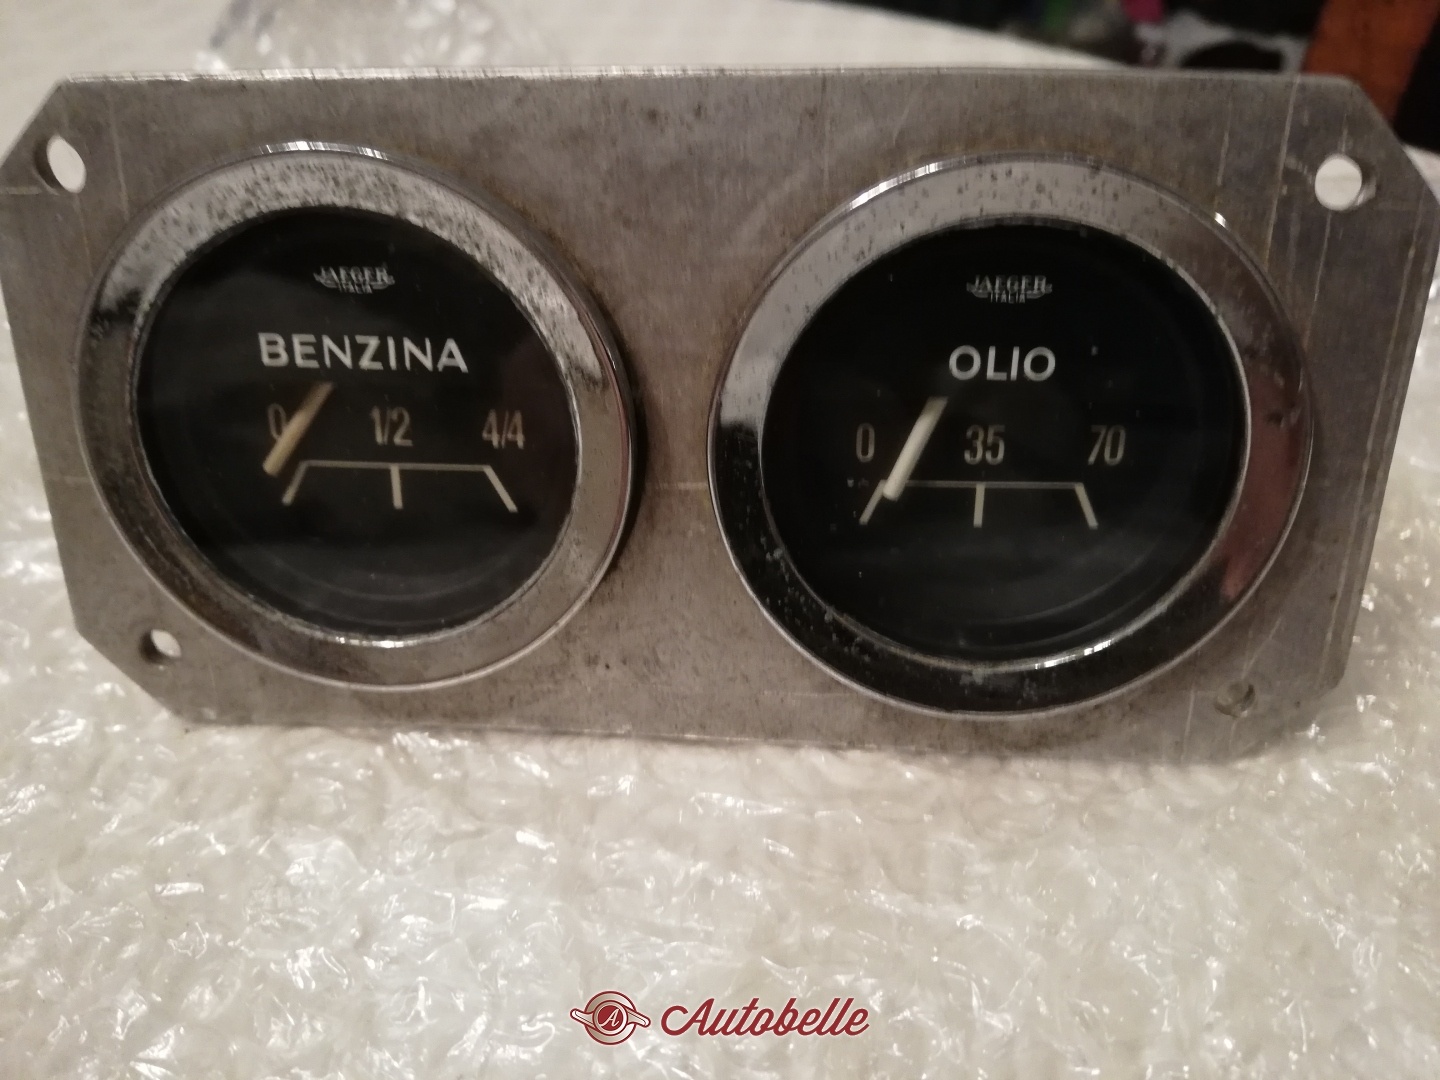 JAEGER
ITALIA
BENZINA
0 1/2 4/4
JAEGER
ITALIA
OLIO
0 35 70
A Autobelle